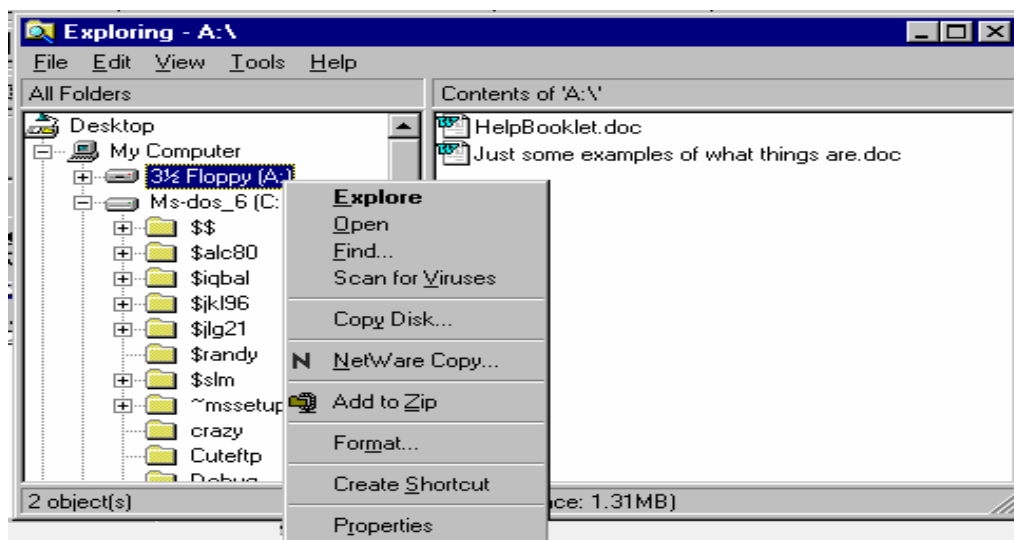 Exploring - A:\
File Edit View Tools Help
All Folders
Contents of 'A:\'
Desktop
My Computer
3½ Floppy (A:)
Ms-dos_6 (C:
$$
$alc80
$iqbal
$jkl96
$jlg21
$randy
$slm
~mssetup
crazy
Cuteftp
Debug
HelpBooklet.doc
Just some examples of what things are.doc
Explore
Open
Find...
Scan for Viruses
Copy Disk...
N NetWare Copy...
Add to Zip
Format...
Create Shortcut
Properties
2 object(s)
ce: 1.31MB)